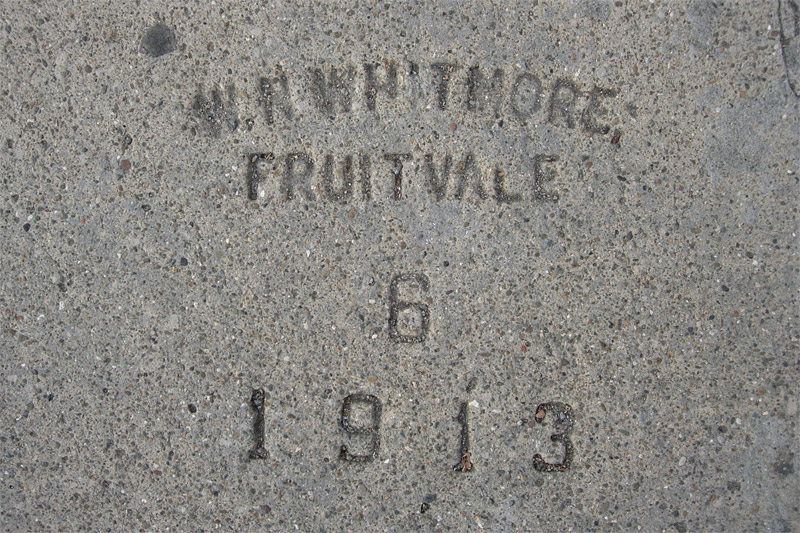 W.H.WHITMORE,
FRUITVALE
6
1913